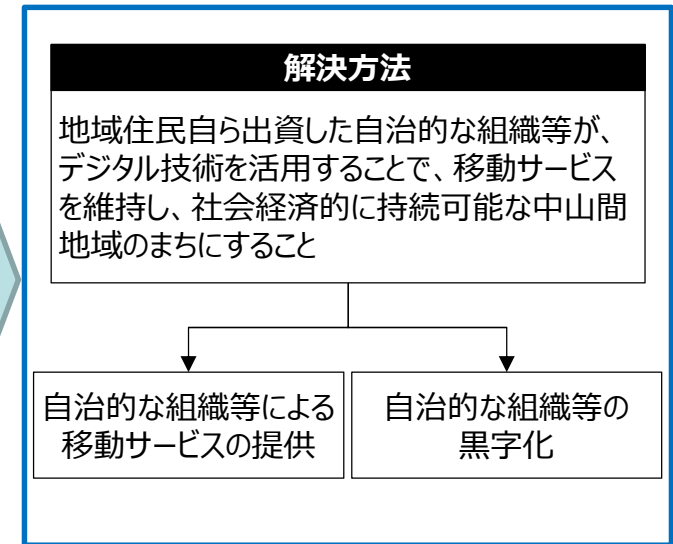 解決方法
地域住民自ら出資した自治的な組織等が、
デジタル技術を活用することで、移動サービス
を維持し、社会経済的に持続可能な中山間
地域のまちにすること
自治的な組織等による
移動サービスの提供
自治的な組織等の
黒字化